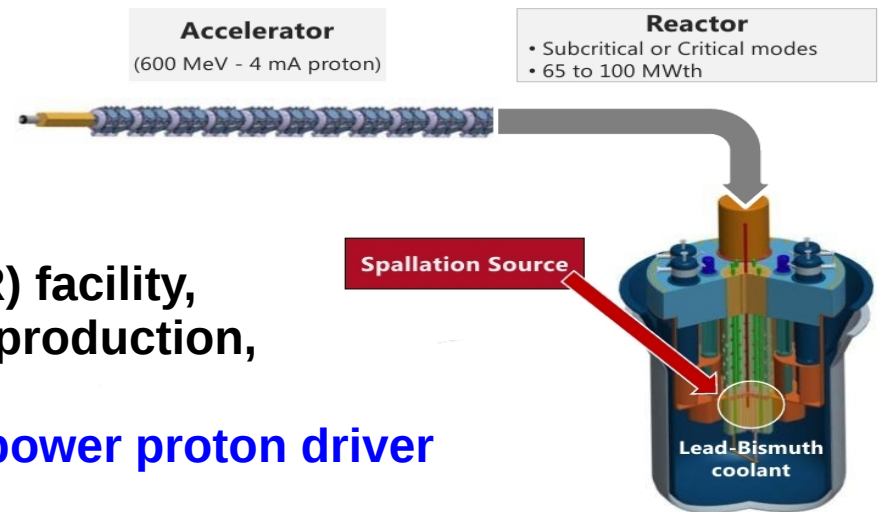 Accelerator
(600 MeV - 4 mA proton)
Reactor
• Subcritical or Critical modes
• 65 to 100 MWth
Spallation Source
) facility,
production,
power proton driver
Lead-Bismuth
coolant